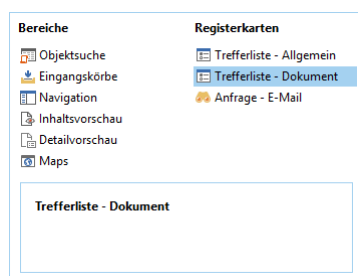 Bereiche
Objektsuche
Eingangskörbe
Navigation
Inhaltsvorschau
Detailvorschau
Maps
Registerkarten
Trefferliste - Allgemein
Trefferliste - Dokument
Anfrage - E-Mail
Trefferliste - Dokument